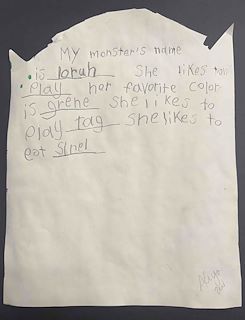 My monster's name
is lorah She likes to
Play her favorite color
is grene She likes to
play tag she likes to
eat